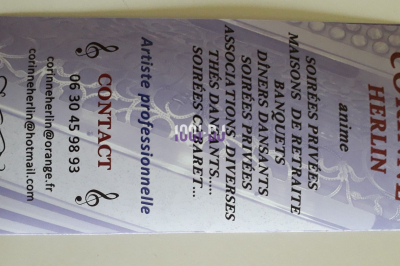 CORINNE
HERLIN
anime
SOIRÉES PRIVÉES
MAISONS DE RETRAITE
BANQUETS
DÎNERS DANSANTS
SOIRÉES PRIVÉES
ASSOCIATIONS DIVERSES
THÉS DANSANTS.....
SOIRÉES CABARET...
Artiste professionnelle
CONTACT
06 30 45 98 93
corinneherlin@orange.fr
corinneherlin@hotmail.com